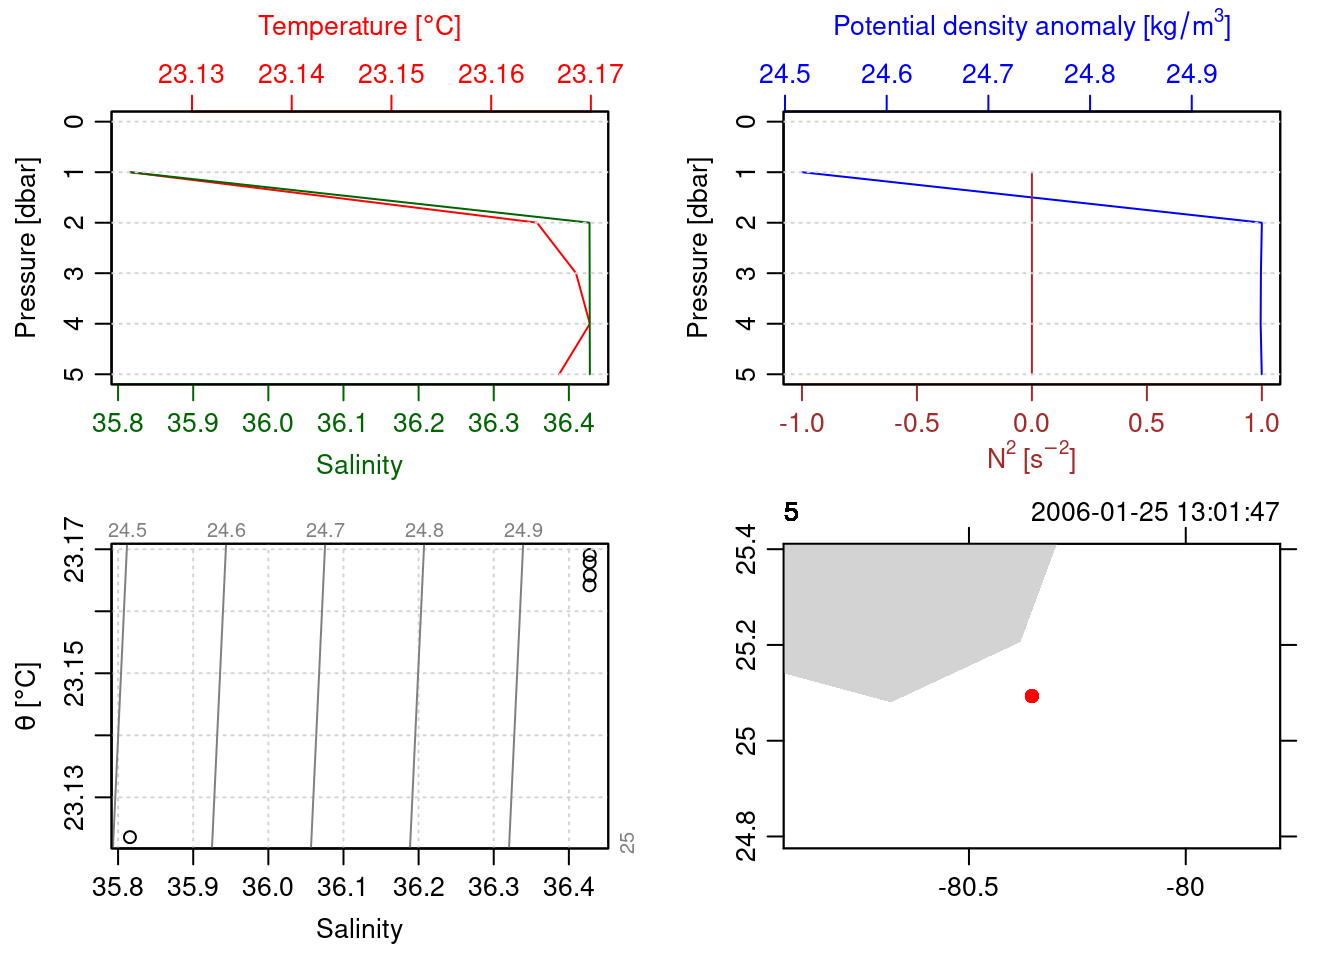 Temperature [°C]
23.13 23.14 23.15 23.16 23.17
Pressure [dbar]
0 1 2 3 4 5
35.8 35.9 36.0 36.1 36.2 36.3 36.4
Salinity
Potential density anomaly [kg/m³]
24.5 24.6 24.7 24.8 24.9
Pressure [dbar]
0 1 2 3 4 5
-1.0 -0.5 0.0 0.5 1.0
N² [s⁻²]
24.5 24.6 24.7 24.8 24.9
θ [°C]
23.13 23.15 23.17
25
35.8 35.9 36.0 36.1 36.2 36.3 36.4
Salinity
5 2006-01-25 13:01:47
24.8 25 25.2 25.4
-80.5 -80